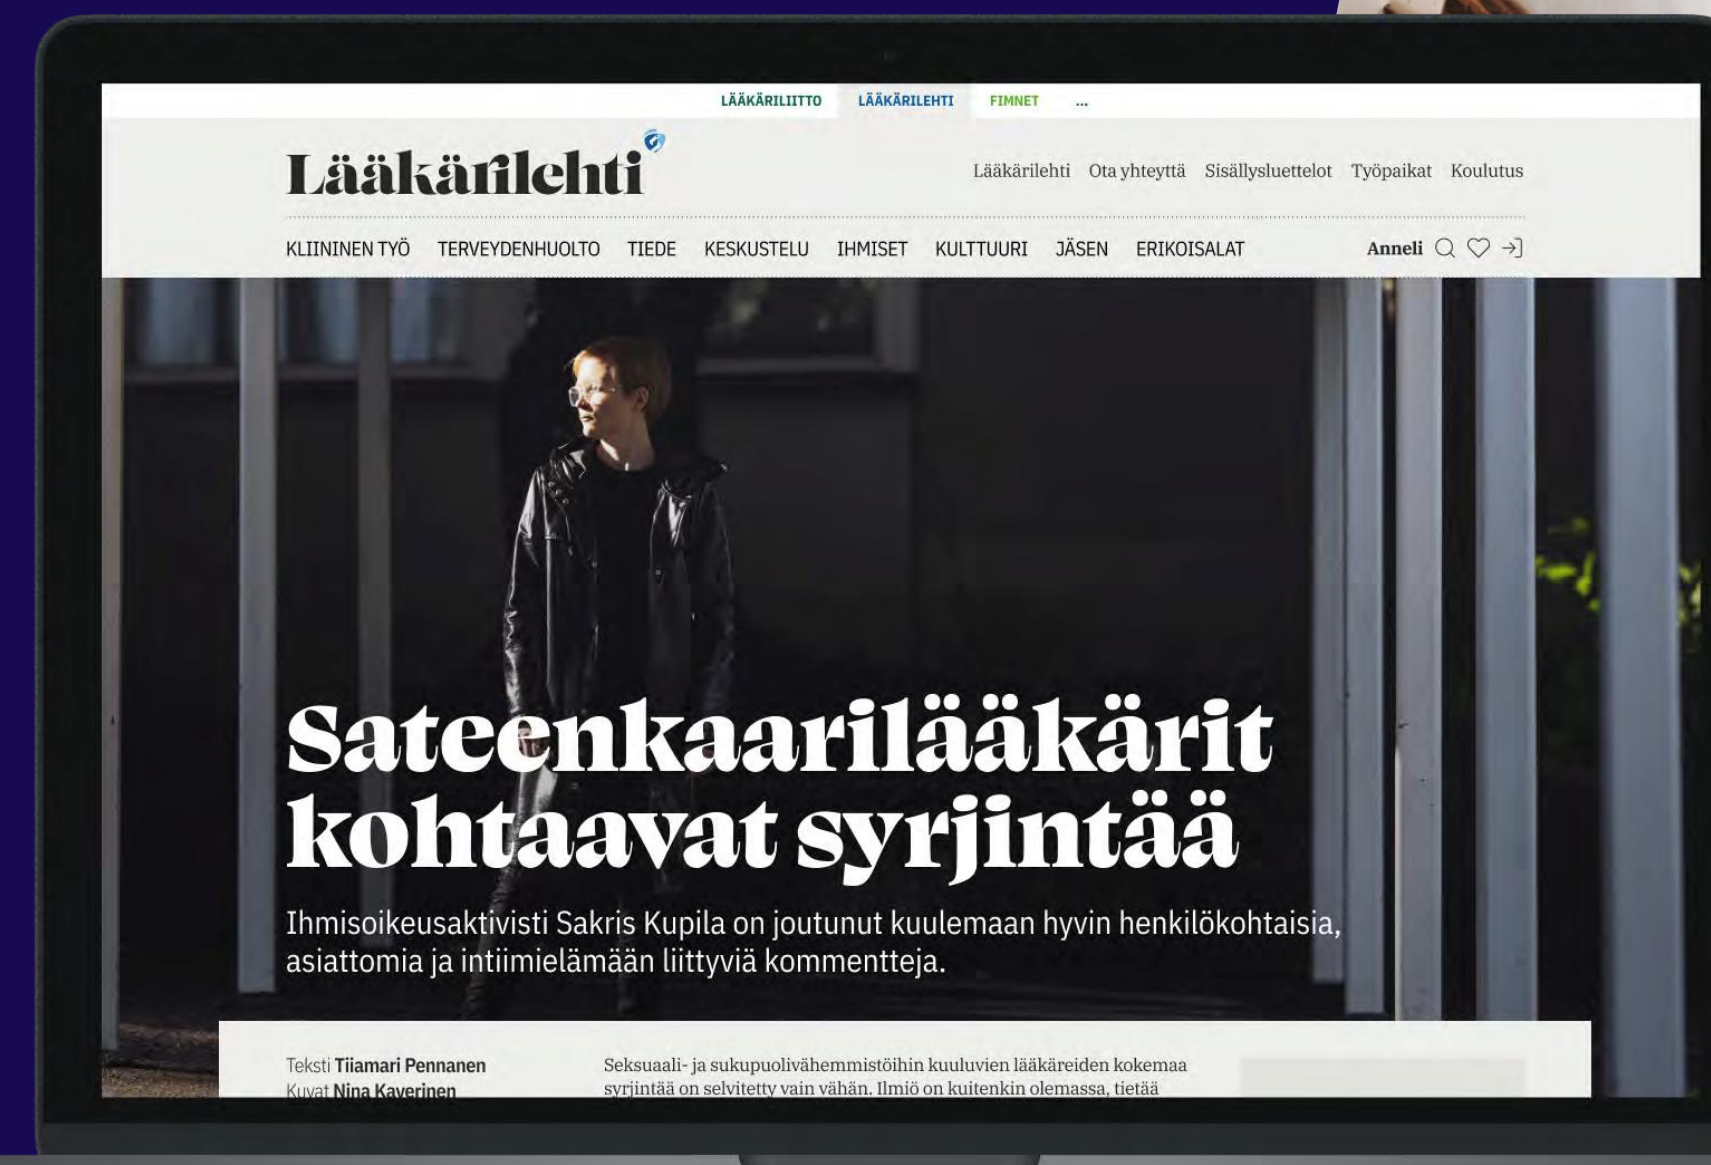 LÄÄKÄRILIITTO LÄÄKÄRILEHTI FIMNET ...
Lääkärilehti
Lääkärilehti Ota yhteyttä Sisällysluettelot Työpaikat Koulutus
KLIININEN TYÖ TERVEYDENHUOLTO TIEDE KESKUSTELU IHMISET KULTTUURI JÄSEN ERIKOISALAT Anneli
Sateenkaarilääkärit
kohtaavat syrjintää
Ihmisoikeusaktivisti Sakris Kupila on joutunut kuulemaan hyvin henkilökohtaisia,
asiattomia ja intiimielämään liittyviä kommentteja.
Teksti Tiiamari Pennanen
Kuvat Nina Kaverinen
Seksuaali- ja sukupuolivähemmistöihin kuuluvien lääkäreiden kokemaa
syrjintää on selvitetty vain vähän. Ilmiö on kuitenkin olemassa, tietää